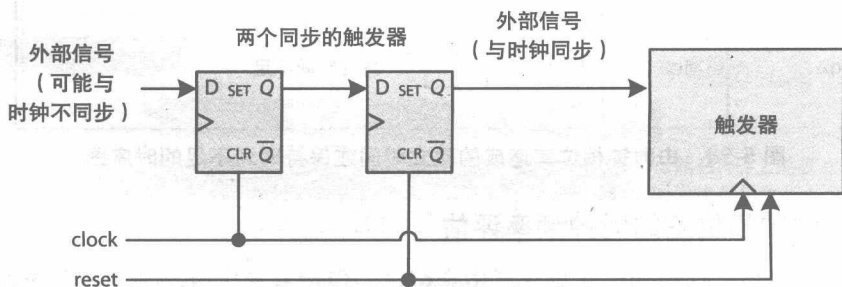 外部信号
（可能与
时钟不同步）
两个同步的触发器
外部信号
（与时钟同步）
D SET Q
CLR Q̅
D SET Q
CLR Q̅
触发器
clock
reset